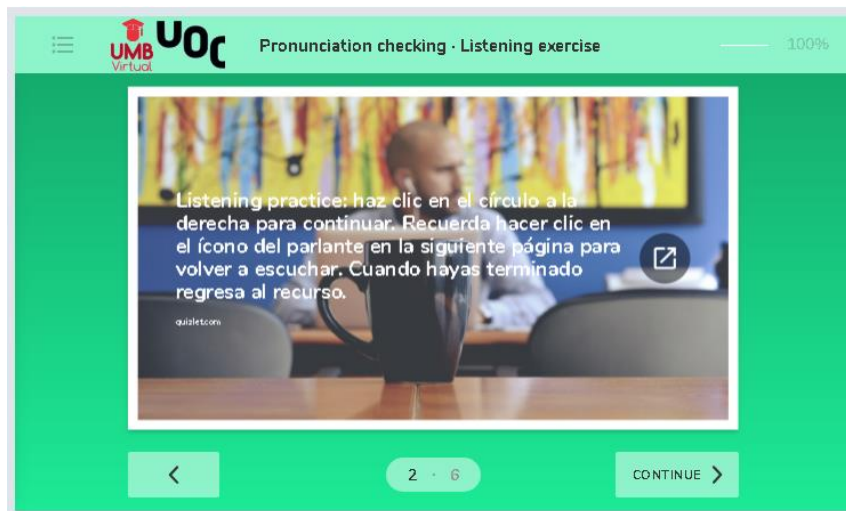 UMB
Virtual
UOC
Pronunciation checking · Listening exercise
100%
Listening practice: haz clic en el círculo a la
derecha para continuar. Recuerda hacer clic en
el ícono del parlante en la siguiente página para
volver a escuchar. Cuando hayas terminado
regresa al recurso.
quizlet.com
2 · 6
CONTINUE